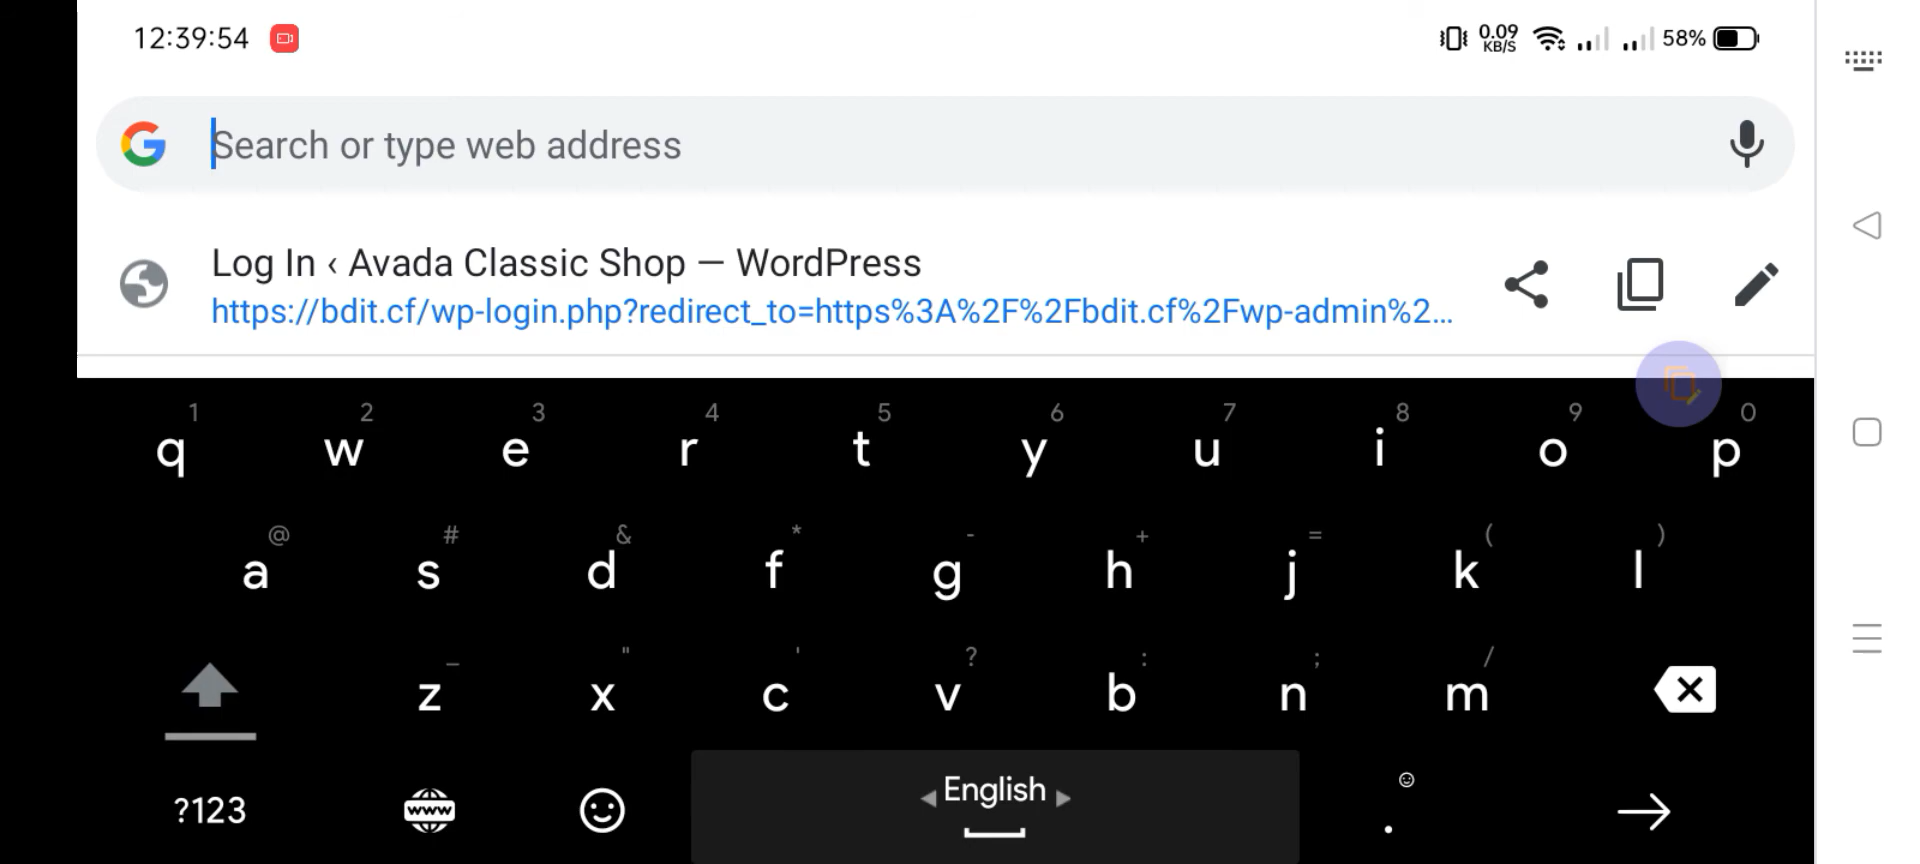 12:39:54 0.09 KB/S 58%
Search or type web address
Log In ‹ Avada Classic Shop — WordPress
https://bdit.cf/wp-login.php?redirect_to=https%3A%2F%2Fbdit.cf%2Fwp-admin%2...
1 2 3 4 5 6 7 8 9 0
q w e r t y u i o p
@ # & * - + = ( )
a s d f g h j k l
_ " ' ? : ; /
z x c v b n m
?123 www English .